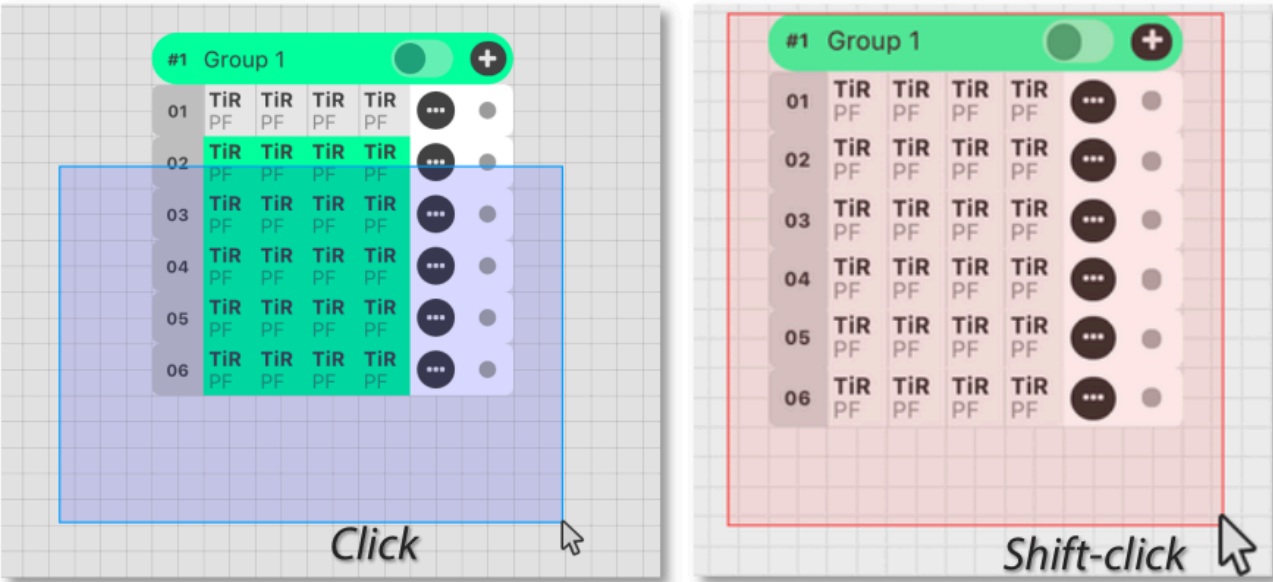 #1 Group 1
01 TiR TiR TiR TiR
PF PF PF PF
02 TiR TiR TiR TiR
PF PF PF PF
03 TiR TiR TiR TiR
PF PF PF PF
04 TiR TiR TiR TiR
PF PF PF PF
05 TiR TiR TiR TiR
PF PF PF PF
06 TiR TiR TiR TiR
PF PF PF PF
Click
#1 Group 1
01 TiR TiR TiR TiR
PF PF PF PF
02 TiR TiR TiR TiR
PF PF PF PF
03 TiR TiR TiR TiR
PF PF PF PF
04 TiR TiR TiR TiR
PF PF PF PF
05 TiR TiR TiR TiR
PF PF PF PF
06 TiR TiR TiR TiR
PF PF PF PF
Shift-click